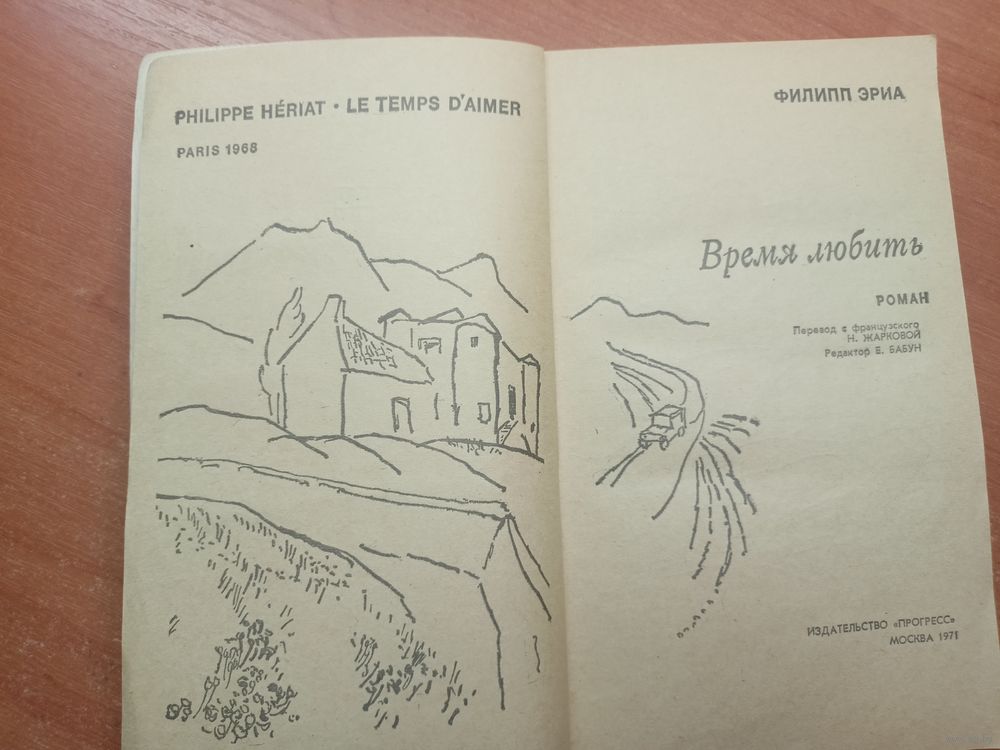 PHILIPPE HÉRIAT · LE TEMPS D'AIMER
PARIS 1968
ФИЛИПП ЭРИА
Время любить
РОМАН
Перевод с французского
Н. ЖАРКОВОЙ
Редактор Е. БАБУН
ИЗДАТЕЛЬСТВО «ПРОГРЕСС»
МОСКВА 1971